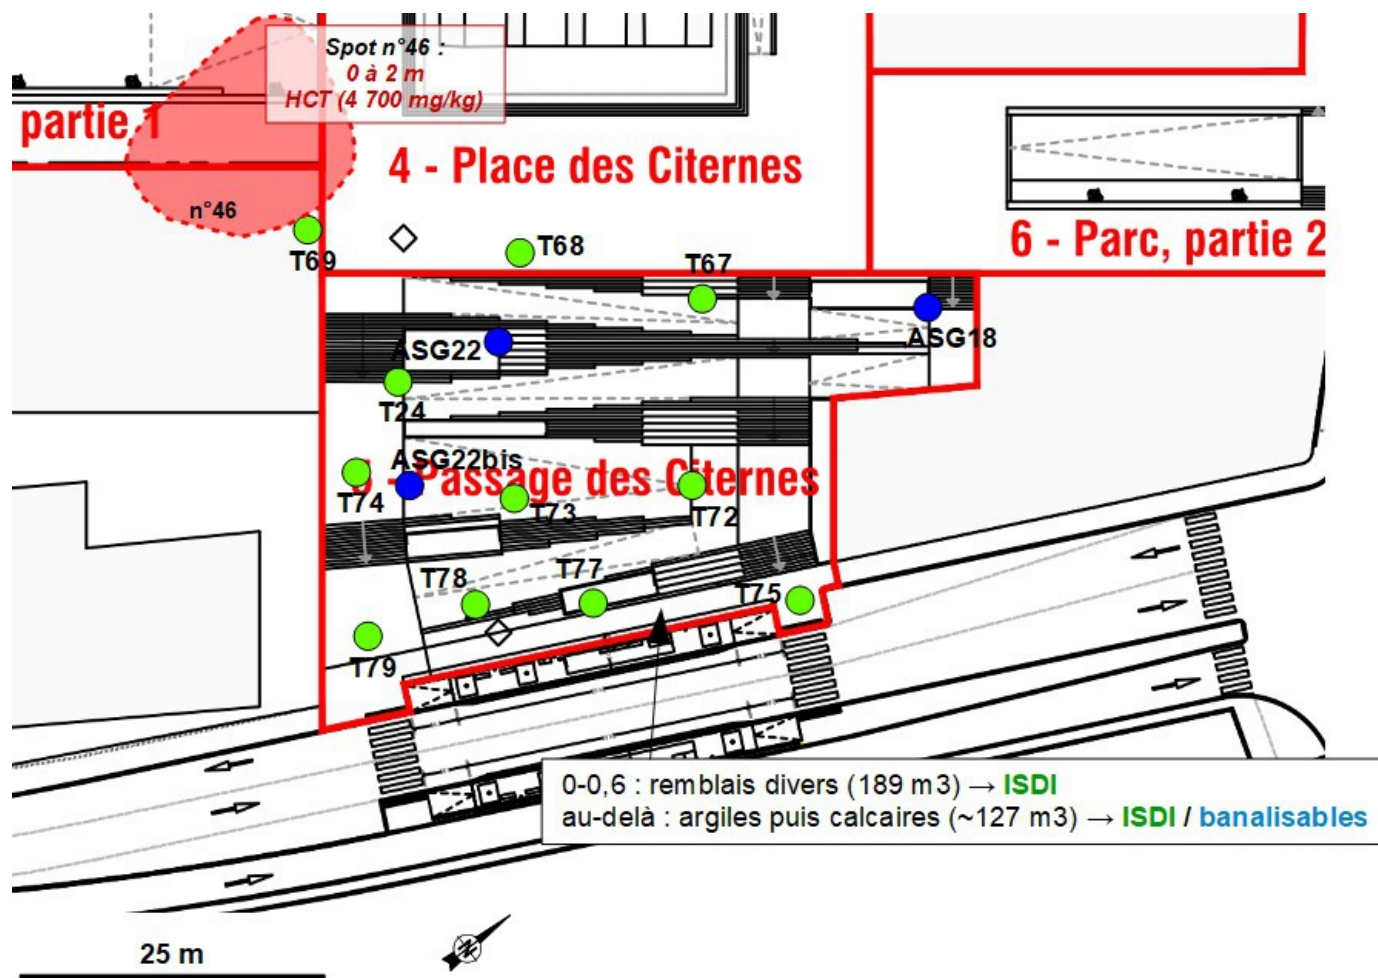 Spot n°46 :
0 à 2 m
HCT (4 700 mg/kg)
partie 1
4 - Place des Citernes
n°46
6 - Parc, partie 2
T69
T68
T67
ASG22
ASG18
T24
ASG22bis
5 - Passage des Citernes
T74
T73
T72
T78
T77
T75
T79
0-0,6 : remblais divers (189 m3) → ISDI
au-delà : argiles puis calcaires (~127 m3) → ISDI / banalisables
25 m
N